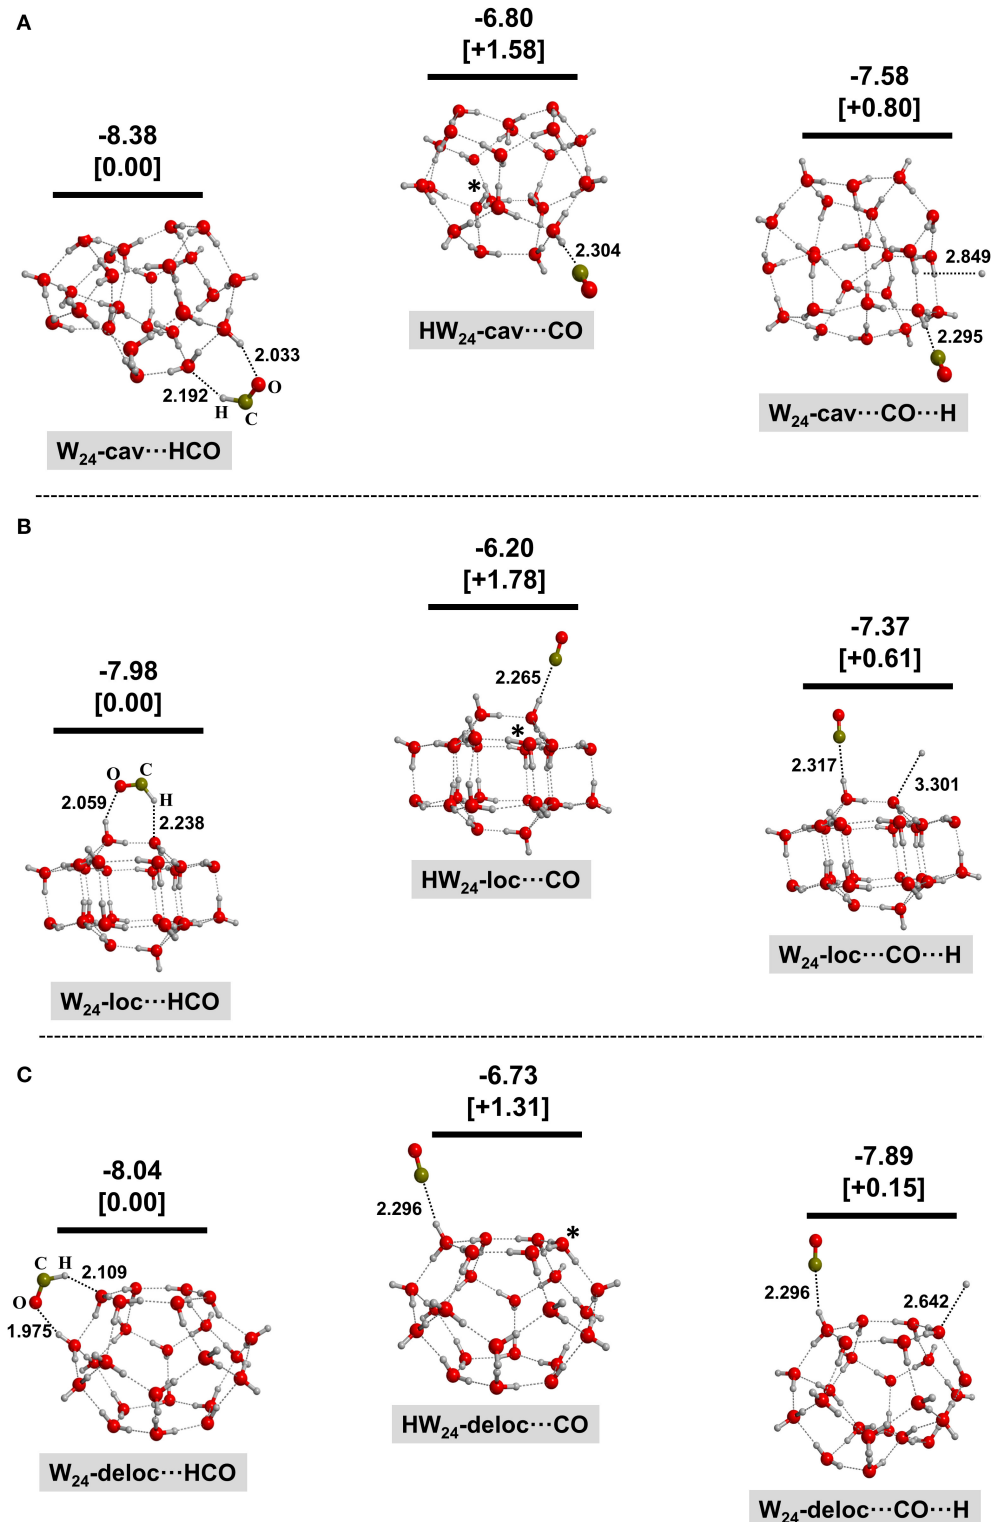 A
-6.80
[+1.58]
-7.58
[+0.80]
-8.38
[0.00]
*
2.304
2.849
2.295
2.033
2.192
O
H
C
HW24-cav···CO
W24-cav···CO···H
W24-cav···HCO
B
-6.20
[+1.78]
-7.37
[+0.61]
-7.98
[0.00]
2.265
*
2.317
3.301
O
C
H
2.059
2.238
HW24-loc···CO
W24-loc···CO···H
W24-loc···HCO
C
-6.73
[+1.31]
-7.89
[+0.15]
-8.04
[0.00]
2.296
*
2.296
2.642
C
H
2.109
O
1.975
HW24-deloc···CO
W24-deloc···HCO
W24-deloc···CO···H